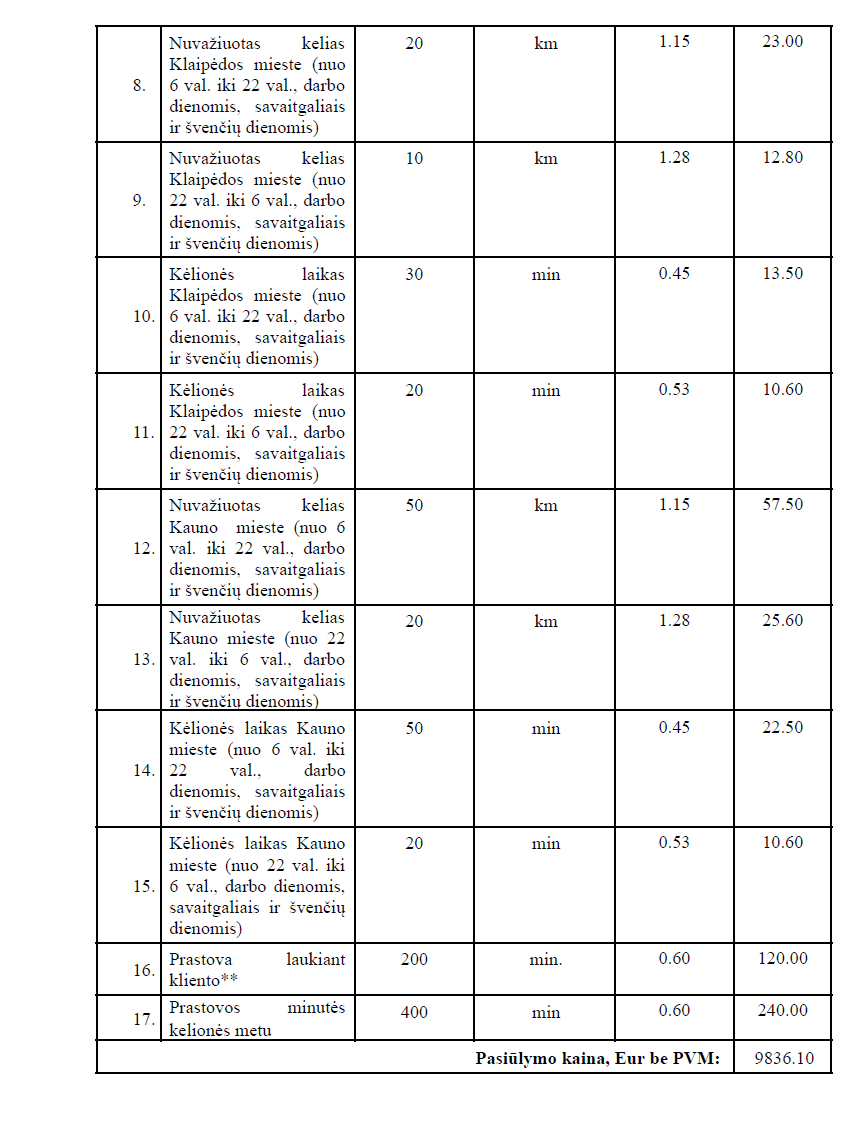 8.
Nuvažiuotas kelias
Klaipėdos mieste (nuo
6 val. iki 22 val., darbo
dienomis, savaitgaliais
ir švenčių dienomis)
20
km
1.15
23.00
9.
Nuvažiuotas kelias
Klaipėdos mieste (nuo
22 val. iki 6 val., darbo
dienomis, savaitgaliais
ir švenčių dienomis)
10
km
1.28
12.80
10.
Kėlionės laikas
Klaipėdos mieste (nuo
6 val. iki 22 val., darbo
dienomis, savaitgaliais
ir švenčių dienomis)
30
min
0.45
13.50
11.
Kėlionės laikas
Klaipėdos mieste (nuo
22 val. iki 6 val., darbo
dienomis, savaitgaliais
ir švenčių dienomis)
20
min
0.53
10.60
12.
Nuvažiuotas kelias
Kauno mieste (nuo 6
val. iki 22 val., darbo
dienomis, savaitgaliais
ir švenčių dienomis)
50
km
1.15
57.50
13.
Nuvažiuotas kelias
Kauno mieste (nuo 22
val. iki 6 val., darbo
dienomis, savaitgaliais
ir švenčių dienomis)
20
km
1.28
25.60
14.
Kėlionės laikas Kauno
mieste (nuo 6 val. iki
22 val., darbo
dienomis, savaitgaliais
ir švenčių dienomis)
50
min
0.45
22.50
15.
Kėlionės laikas Kauno
mieste (nuo 22 val. iki
6 val., darbo dienomis,
savaitgaliais ir švenčių
dienomis)
20
min
0.53
10.60
16.
Prastova laukiant
kliento**
200
min.
0.60
120.00
17.
Prastovos minutės
kelionės metu
400
min
0.60
240.00
Pasiūlymo kaina, Eur be PVM:
9836.10